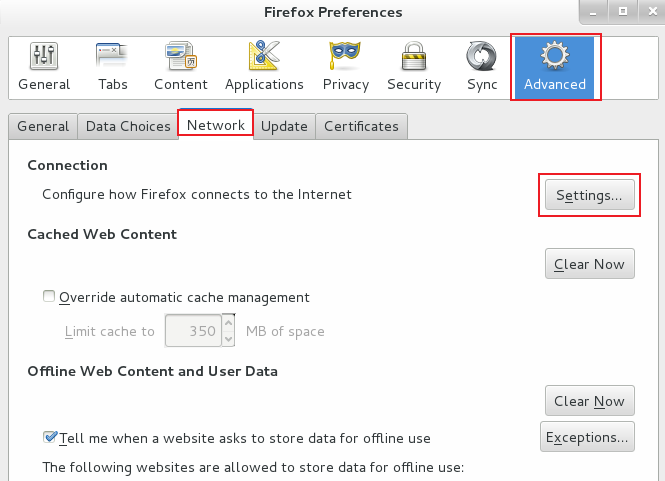 Firefox Preferences
General Tabs Content Applications Privacy Security Sync Advanced
General Data Choices Network Update Certificates
Connection
Configure how Firefox connects to the Internet Settings...
Cached Web Content
Clear Now
Override automatic cache management
Limit cache to 350 MB of space
Offline Web Content and User Data
Clear Now
Tell me when a website asks to store data for offline use Exceptions...
The following websites are allowed to store data for offline use: